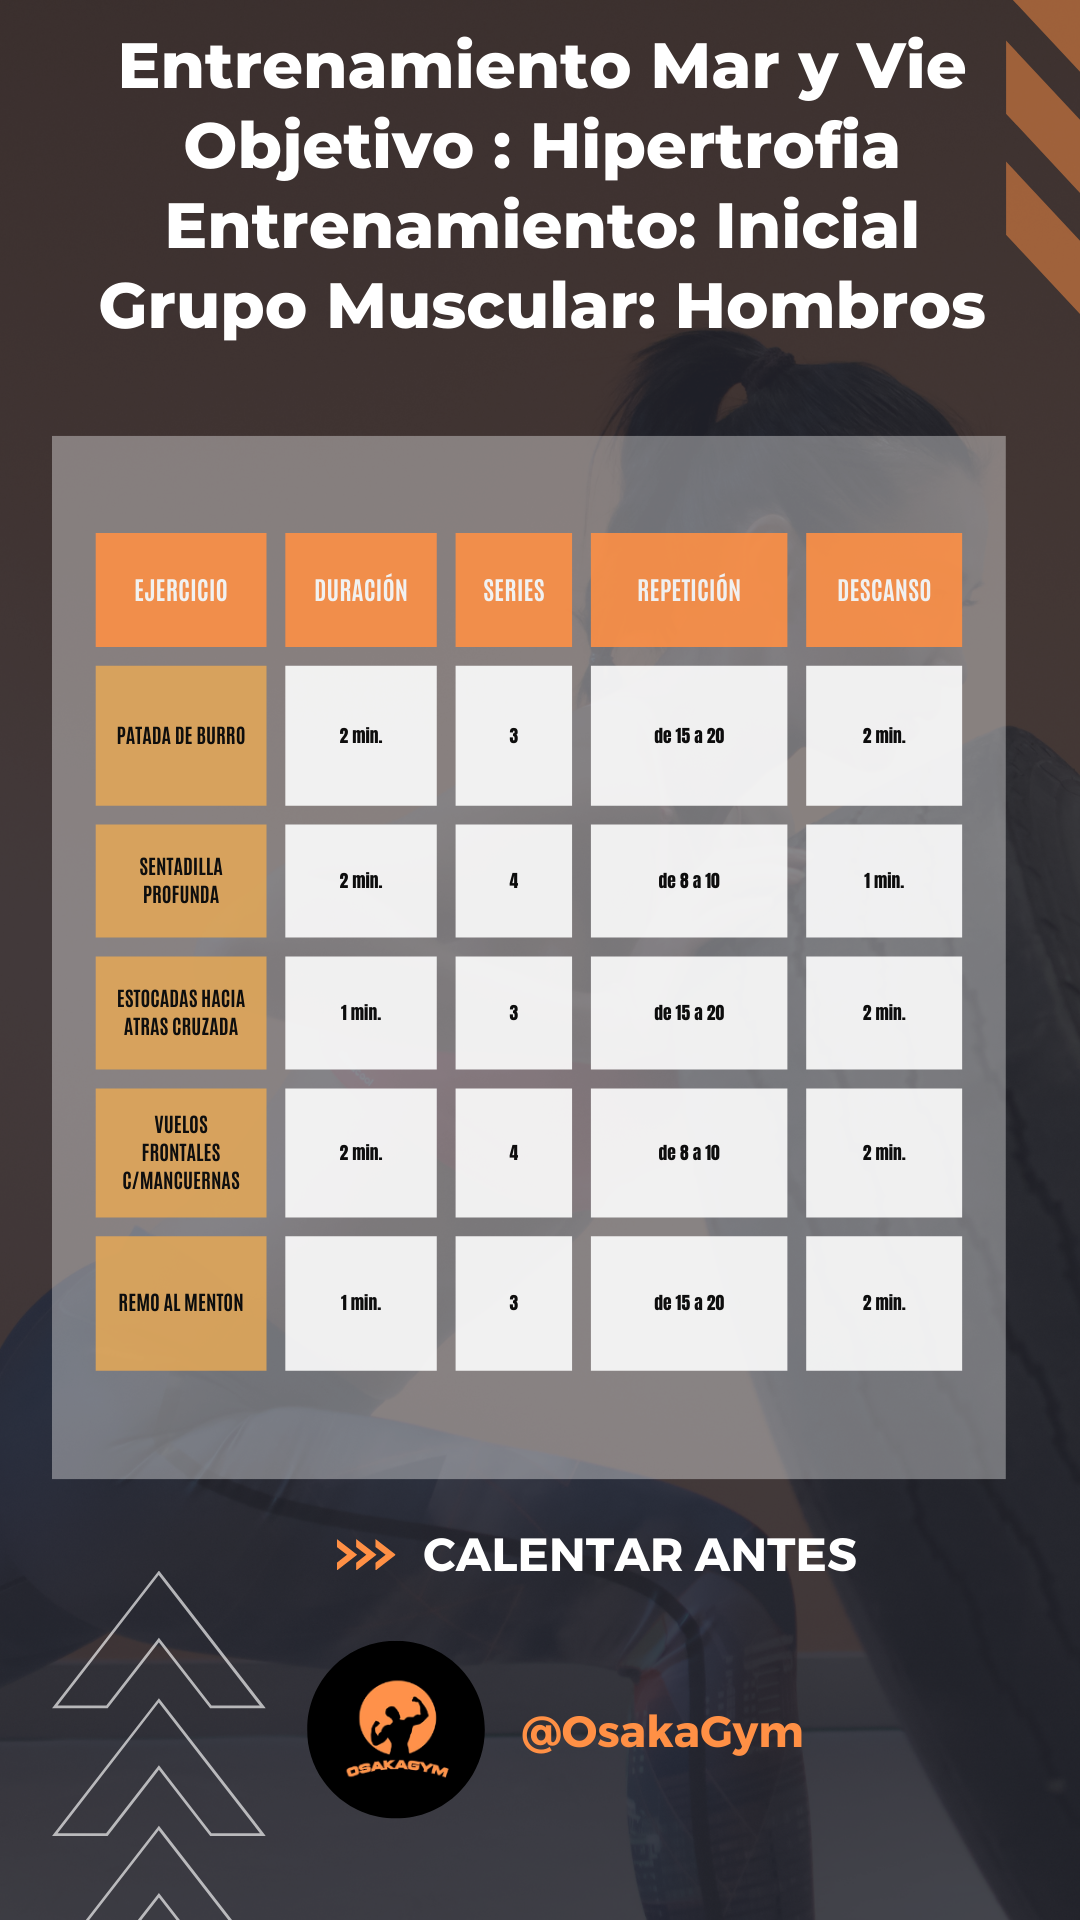 Entrenamiento Mar y Vie
Objetivo : Hipertrofia
Entrenamiento: Inicial
Grupo Muscular: Hombros
EJERCICIO DURACIÓN SERIES REPETICIÓN DESCANSO
PATADA DE BURRO 2 min. 3 de 15 a 20 2 min.
SENTADILLA
PROFUNDA 2 min. 4 de 8 a 10 1 min.
ESTOCADAS HACIA
ATRAS CRUZADA 1 min. 3 de 15 a 20 2 min.
VUELOS
FRONTALES
C/MANCUERNAS 2 min. 4 de 8 a 10 2 min.
REMO AL MENTON 1 min. 3 de 15 a 20 2 min.
CALENTAR ANTES
OSAKAGYM
@OsakaGym